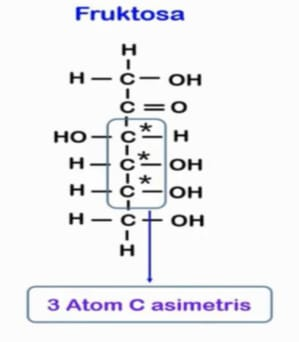 Fruktosa
H
H — C — OH
C = O
HO — C* — H
H — C* — OH
H — C* — OH
H — C — OH
H
3 Atom C asimetris